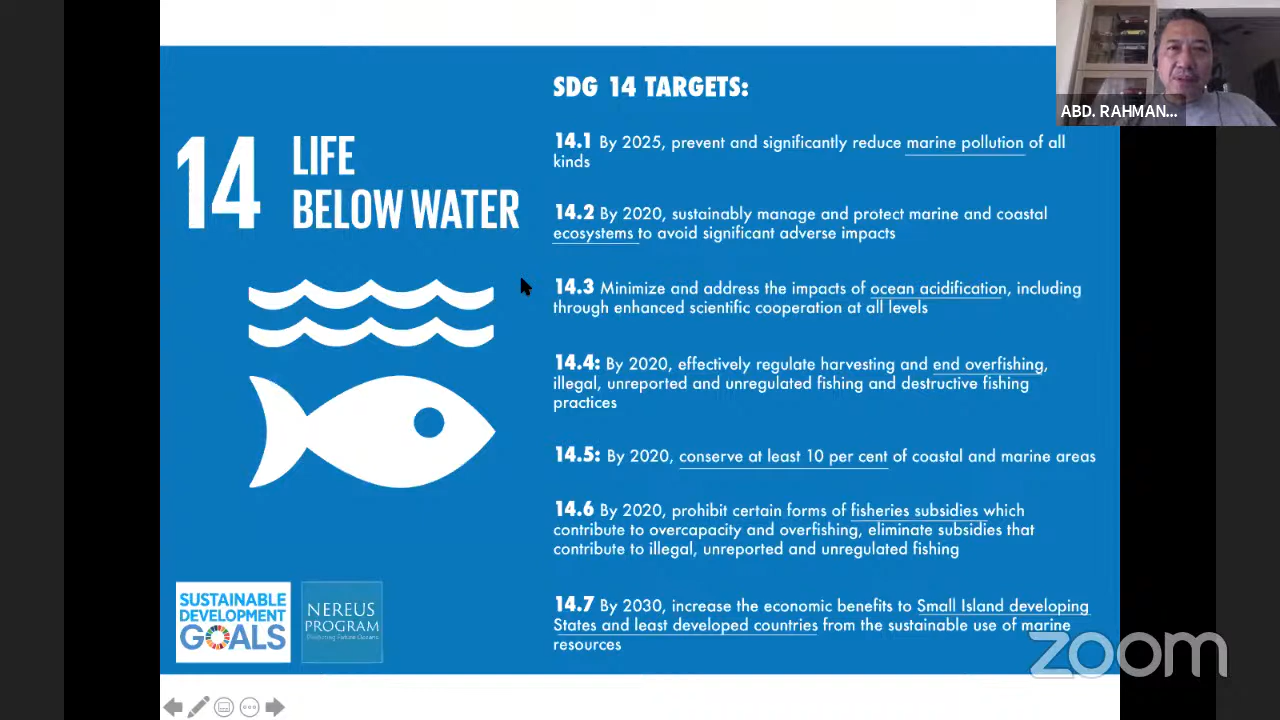 ABD. RAHMAN...
SDG 14 TARGETS:
14
LIFE
BELOW WATER
14.1 By 2025, prevent and significantly reduce marine pollution of all
kinds
14.2 By 2020, sustainably manage and protect marine and coastal
ecosystems to avoid significant adverse impacts
14.3 Minimize and address the impacts of ocean acidification, including
through enhanced scientific cooperation at all levels
14.4: By 2020, effectively regulate harvesting and end overfishing,
illegal, unreported and unregulated fishing and destructive fishing
practices
14.5: By 2020, conserve at least 10 per cent of coastal and marine areas
14.6 By 2020, prohibit certain forms of fisheries subsidies which
contribute to overcapacity and overfishing, eliminate subsidies that
contribute to illegal, unreported and unregulated fishing
14.7 By 2030, increase the economic benefits to Small Island developing
States and least developed countries from the sustainable use of marine
resources
SUSTAINABLE
DEVELOPMENT
GOALS
NEREUS
PROGRAM
Predicting Future Oceans
zoom